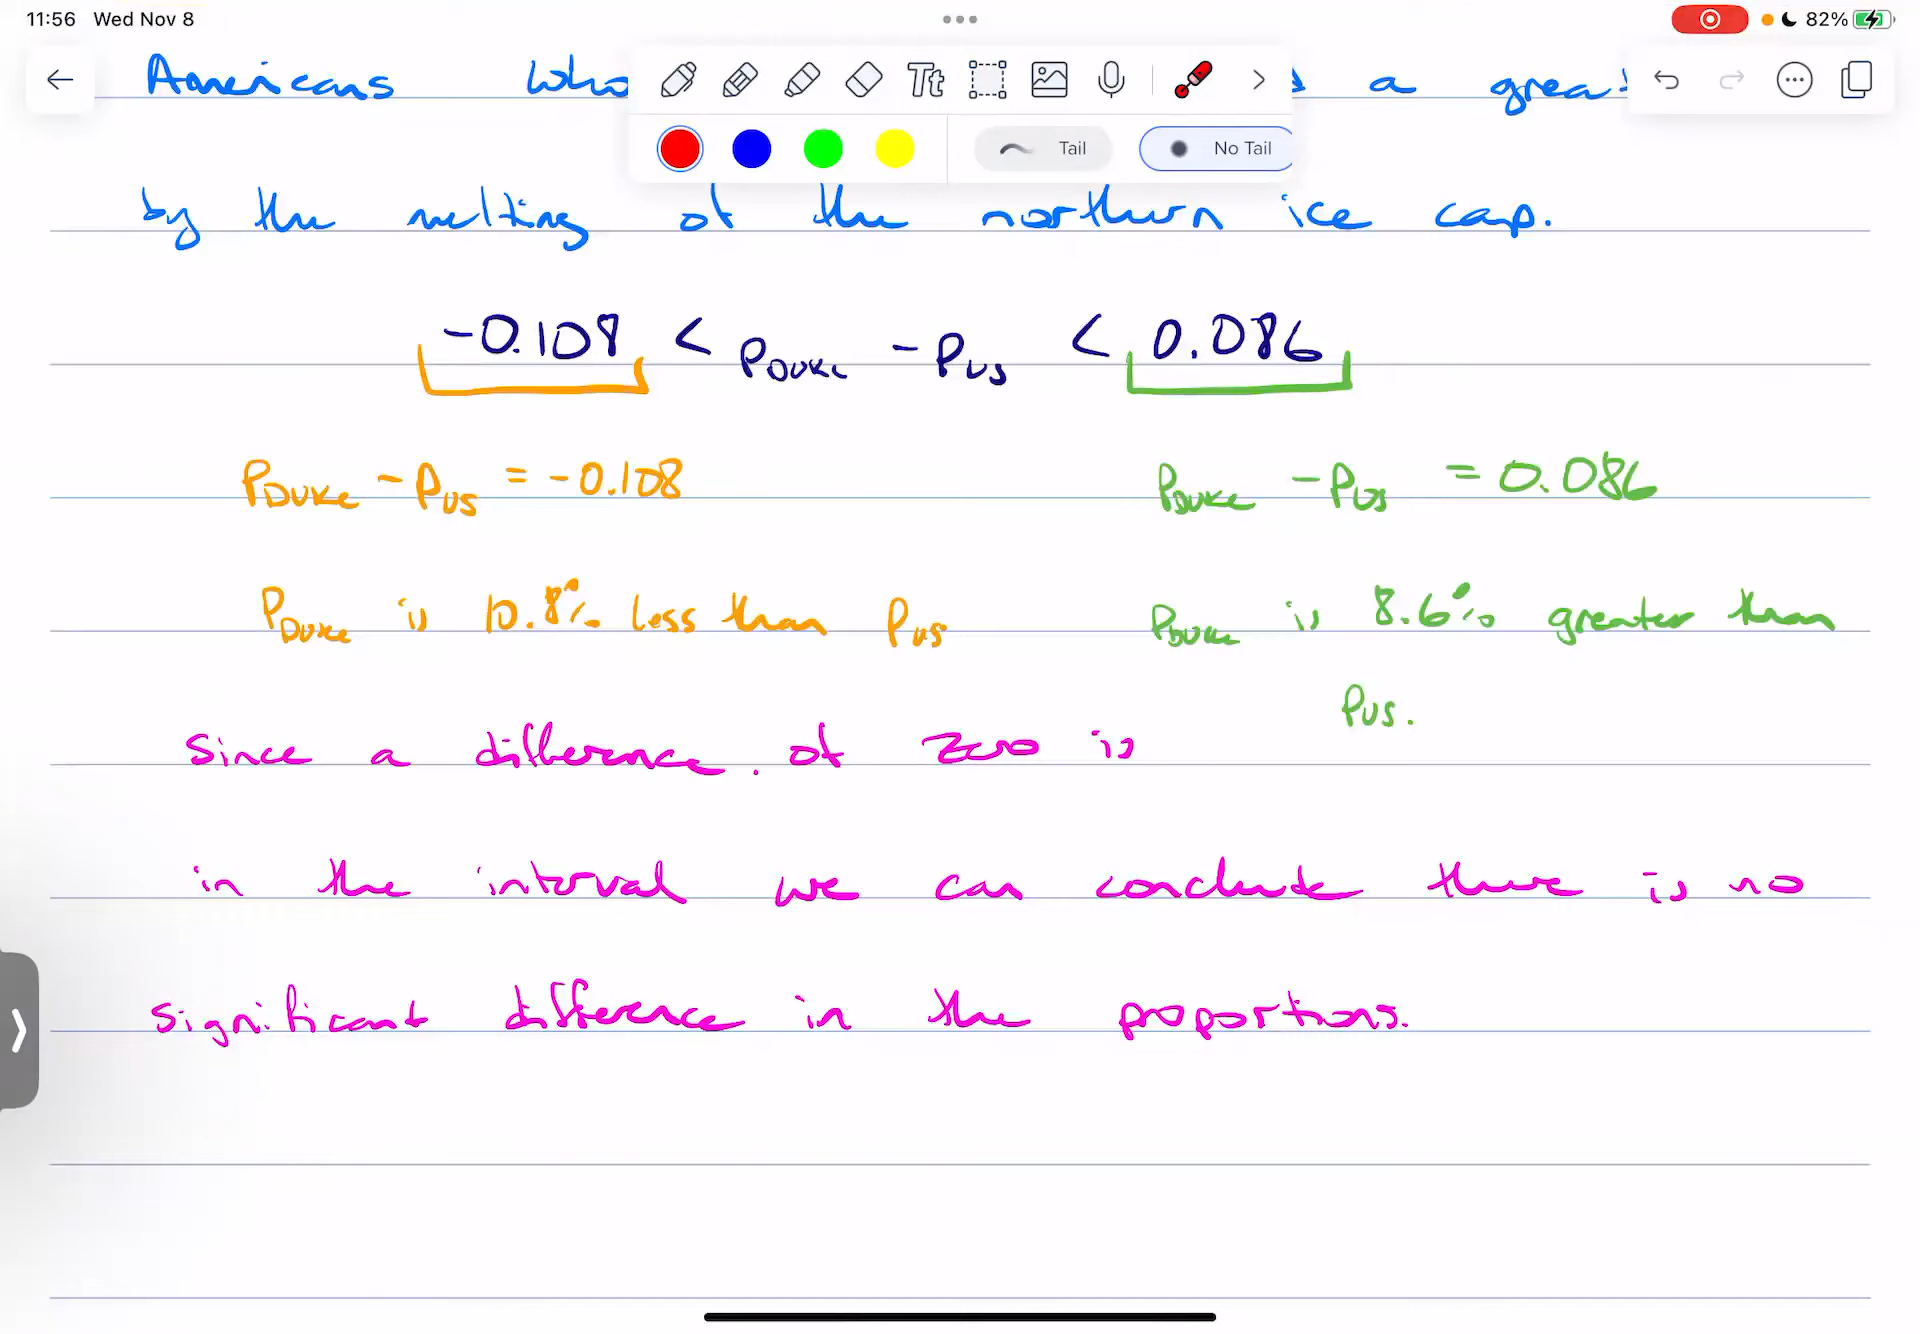 11:56 Wed Nov 8 82%
Americans who a great
Tt
Tail No Tail
by the melting of the northern ice cap.
-0.108 < PDUKE - PUS < 0.086
PDUKE - PUS = -0.108 PDUKE - PUS = 0.086
PDUKE is 10.8% less than PUS PDUKE is 8.6% greater than
PUS.
Since a difference. of zero is
in the interval we can conclude there is no
significant difference in the proportions.